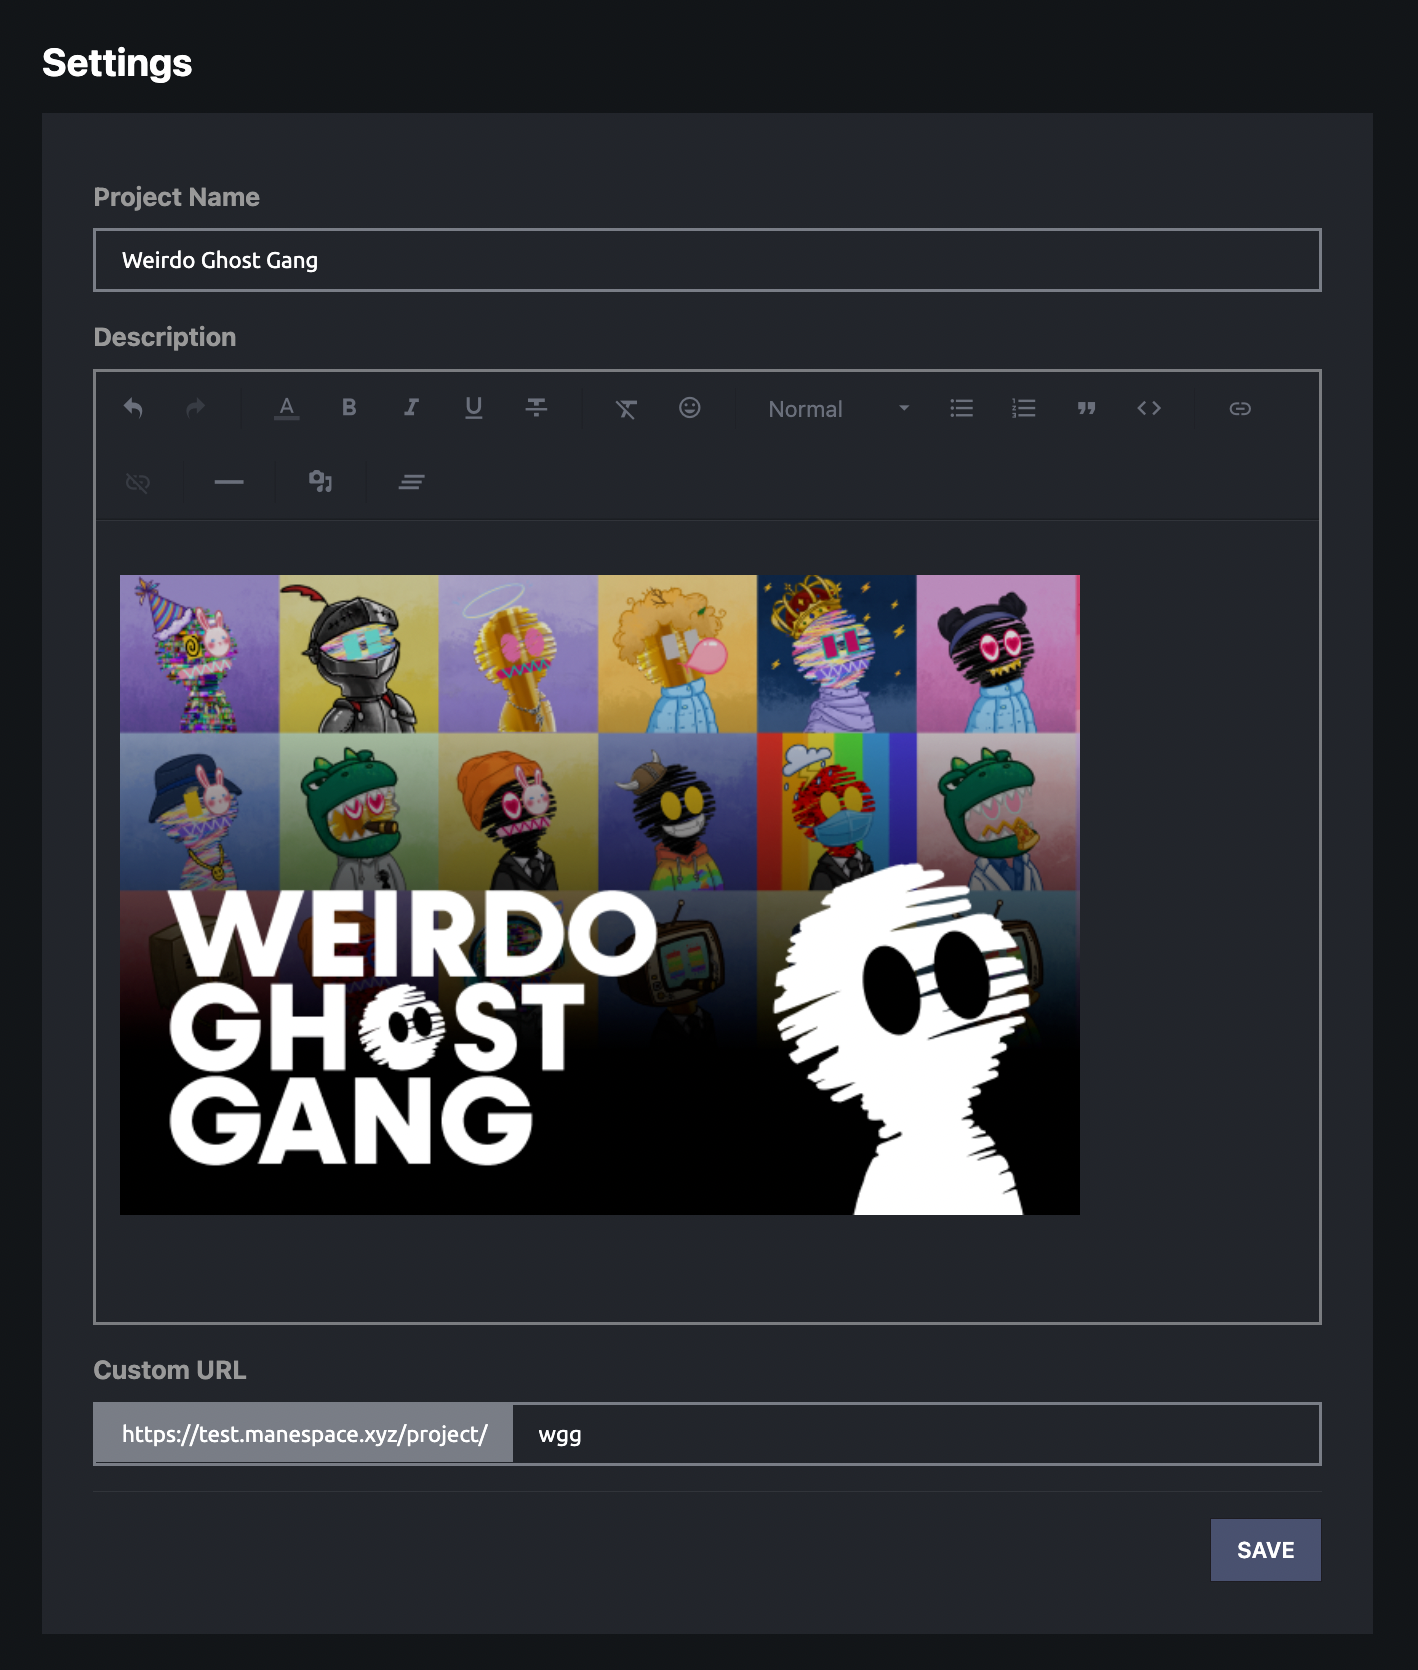 Settings
Project Name
Weirdo Ghost Gang
Description
Normal
WEIRDO
GHOST
GANG
Custom URL
https://test.manespace.xyz/project/ wgg
SAVE